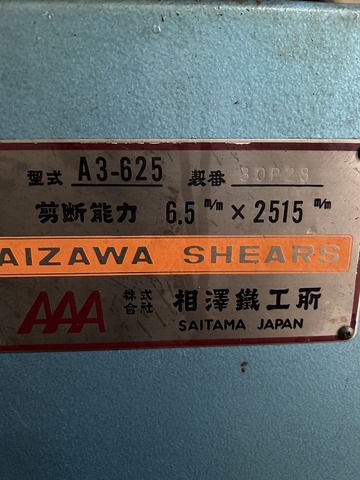 型式 A3-625 製番 30P28
剪断能力 6.5 m/m × 2515 m/m
AIZAWA SHEARS
AAA 株式会社 相澤鐵工所
SAITAMA JAPAN